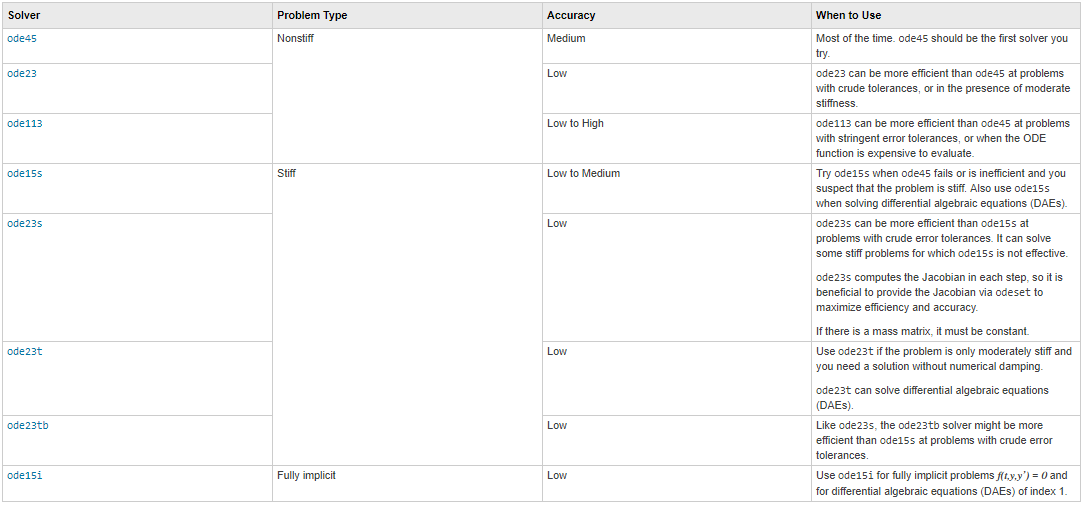 Solver Problem Type Accuracy When to Use
ode45 Nonstiff Medium Most of the time. ode45 should be the first solver you
try.
ode23 Low ode23 can be more efficient than ode45 at problems
with crude tolerances, or in the presence of moderate
stiffness.
ode113 Low to High ode113 can be more efficient than ode45 at problems
with stringent error tolerances, or when the ODE
function is expensive to evaluate.
ode15s Stiff Low to Medium Try ode15s when ode45 fails or is inefficient and you
suspect that the problem is stiff. Also use ode15s
when solving differential algebraic equations (DAEs).
ode23s Low ode23s can be more efficient than ode15s at
problems with crude error tolerances. It can solve
some stiff problems for which ode15s is not effective.
ode23s computes the Jacobian in each step, so it is
beneficial to provide the Jacobian via odeset to
maximize efficiency and accuracy.
If there is a mass matrix, it must be constant.
ode23t Low Use ode23t if the problem is only moderately stiff and
you need a solution without numerical damping.
ode23t can solve differential algebraic equations
(DAEs).
ode23tb Low Like ode23s, the ode23tb solver might be more
efficient than ode15s at problems with crude error
tolerances.
ode15i Fully implicit Low Use ode15i for fully implicit problems f(t,y,y') = 0 and
for differential algebraic equations (DAEs) of index 1.